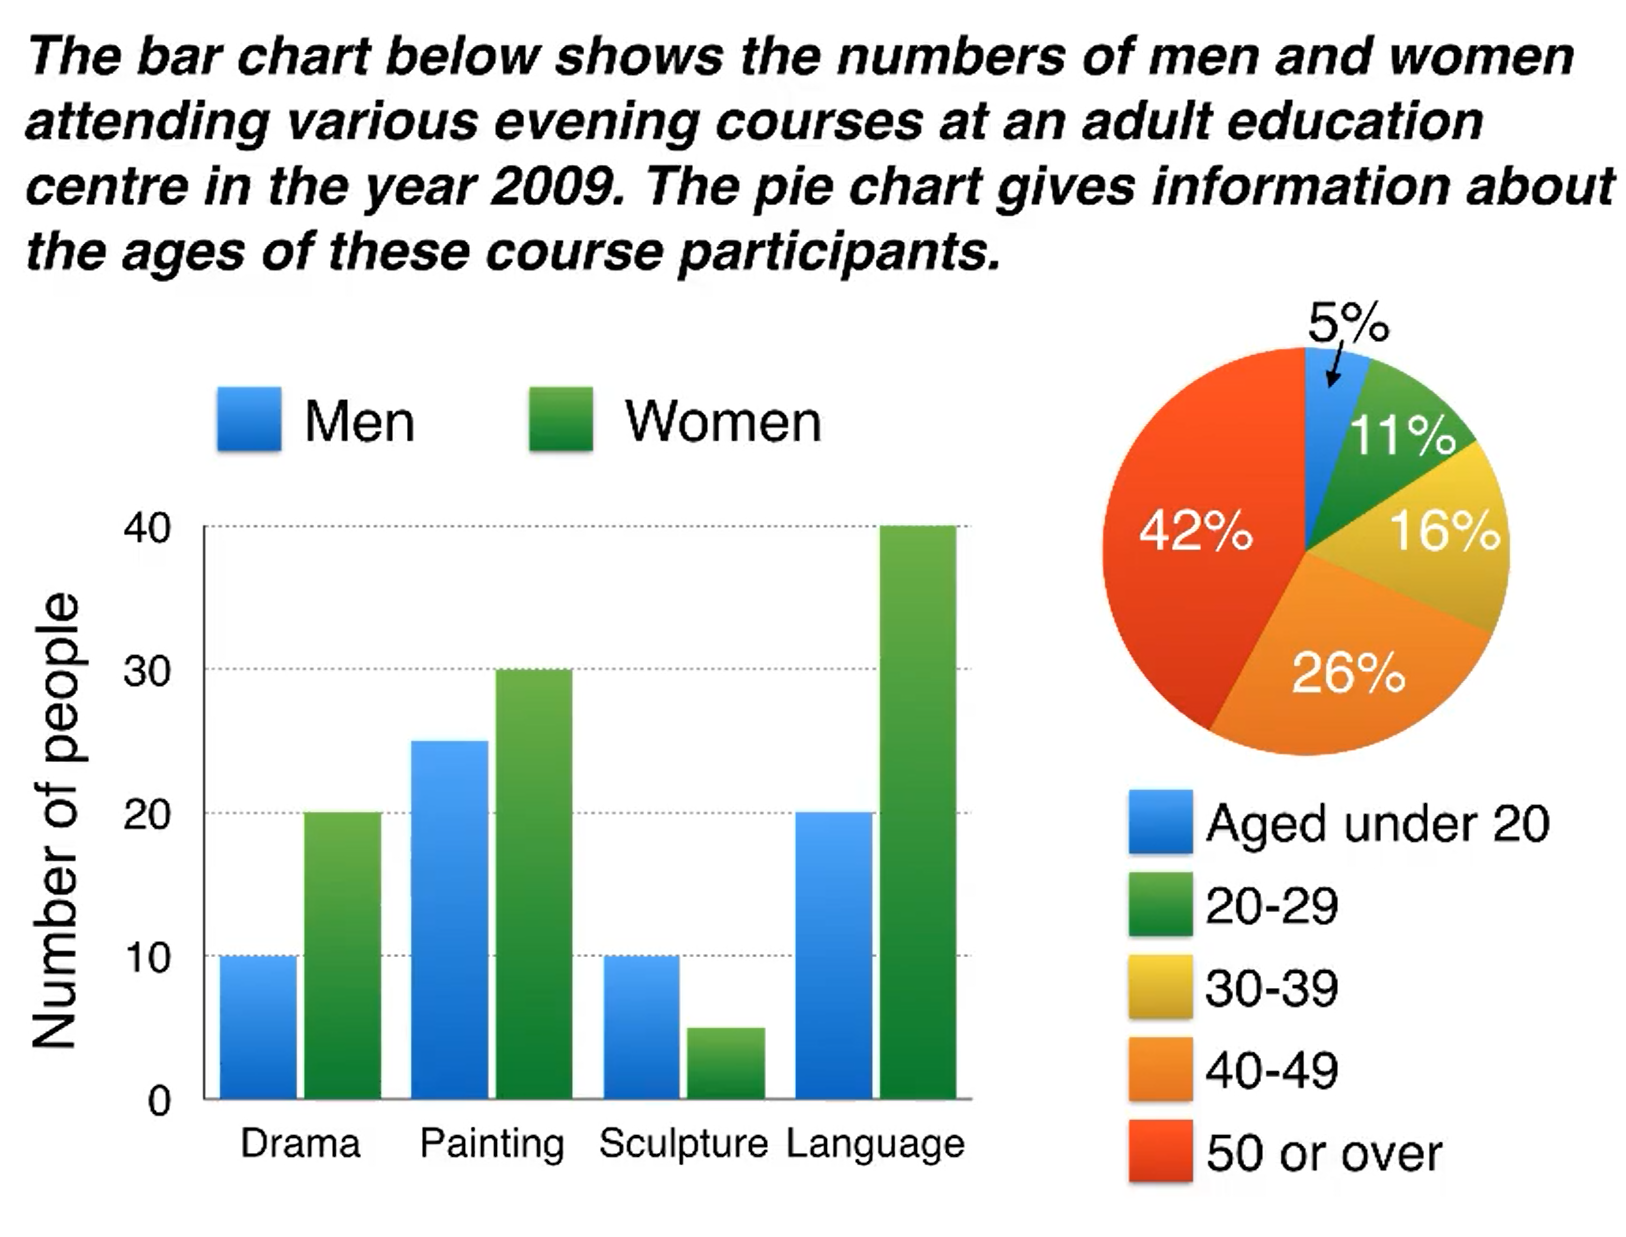 The bar chart below shows the numbers of men and women
attending various evening courses at an adult education
centre in the year 2009. The pie chart gives information about
the ages of these course participants.
Men
Women
Number of people
40
30
20
10
0
Drama
Painting
Sculpture
Language
5%
11%
16%
26%
42%
Aged under 20
20-29
30-39
40-49
50 or over